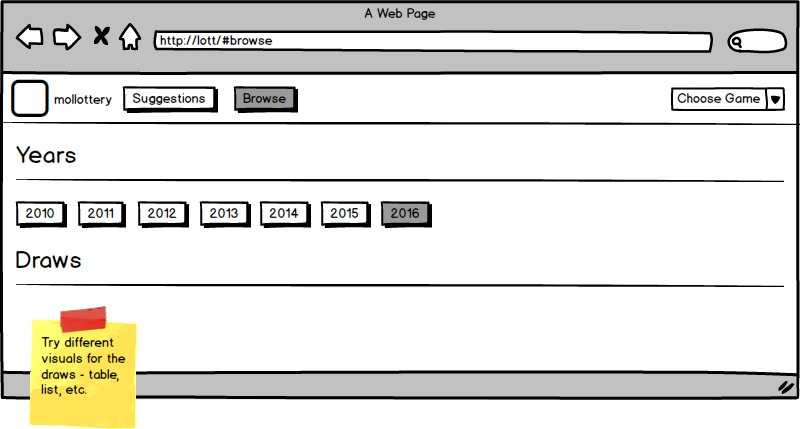 A Web Page
http://lott/#browse
mollottery Suggestions Browse Choose Game
Years
2010 2011 2012 2013 2014 2015 2016
Draws
Try different
visuals for the
draws - table,
list, etc.